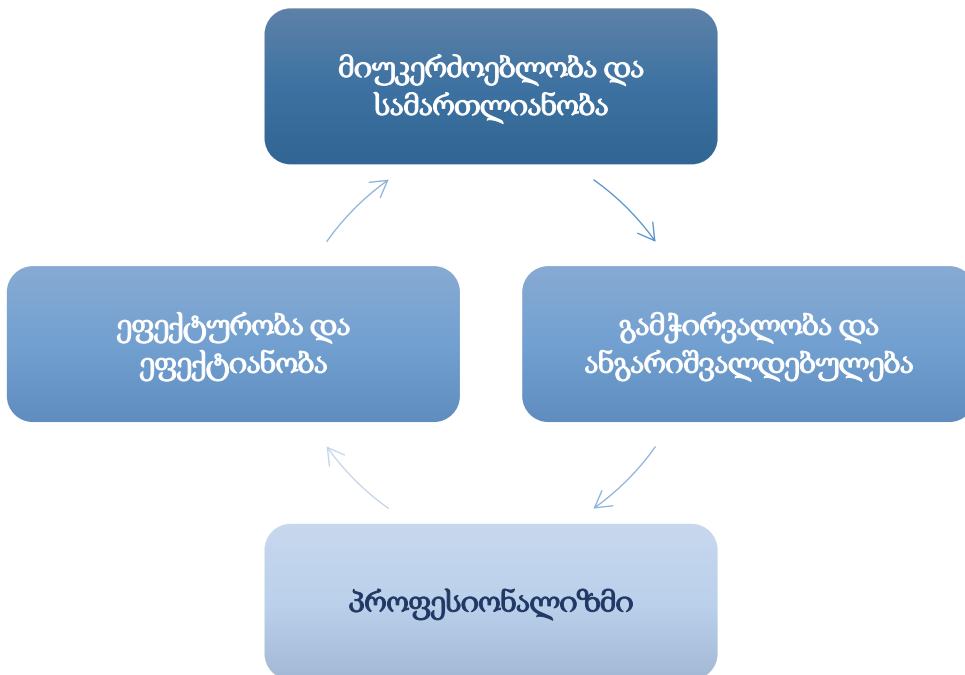 მიუკერძოებლობა და
სამართლიანობა
ეფექტურობა და
ეფექტიანობა
გამჭირვალობა და
ანგარიშვალდებულება
პროფესიონალიზმი